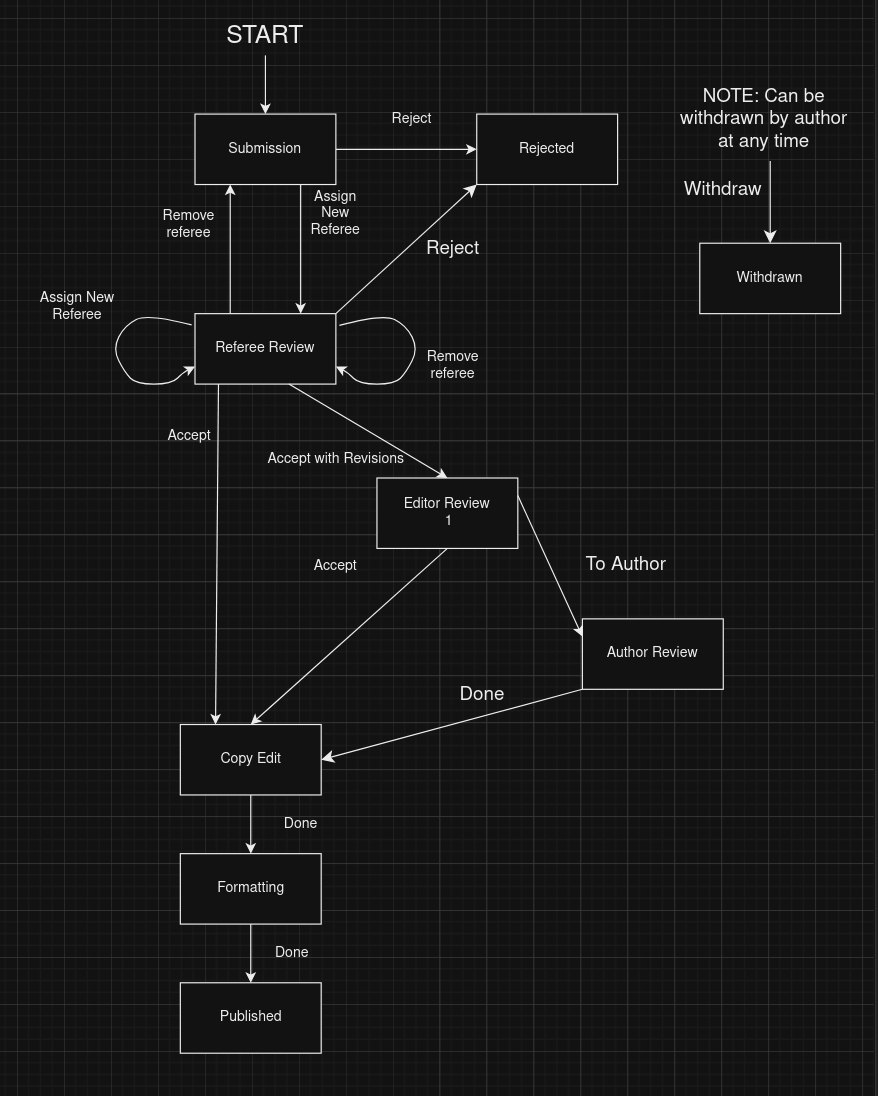 START
NOTE: Can be
withdrawn by author
at any time
Reject
Submission
Rejected
Withdraw
Assign
New
Referee
Remove
referee
Reject
Withdrawn
Assign New
Referee
Referee Review
Remove
referee
Accept
Accept with Revisions
Editor Review
1
Accept
To Author
Author Review
Done
Copy Edit
Done
Formatting
Done
Published